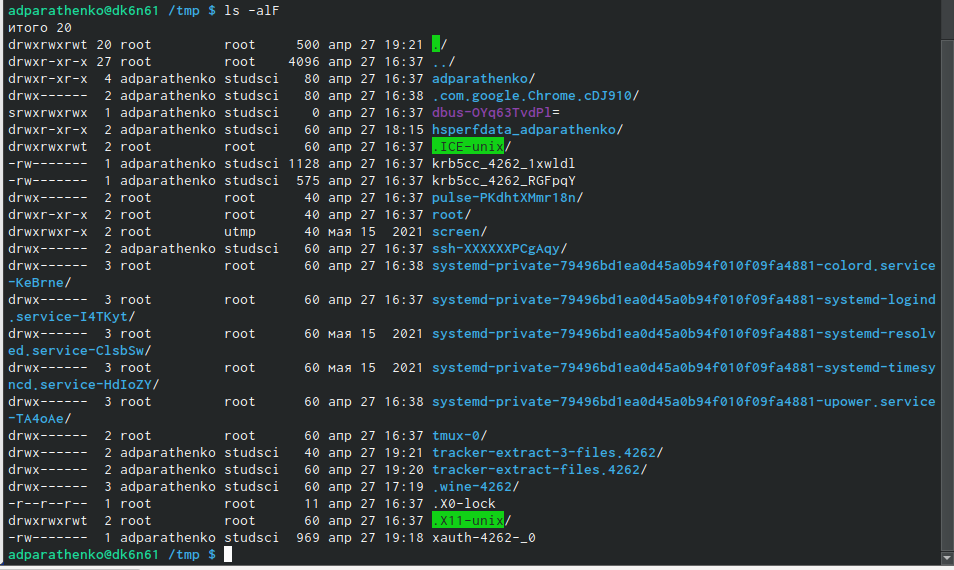 adparathenko@dk6n61 /tmp $ ls -alF
итого 20
drwxrwxrwt 20 root         root     500 апр 27 19:21 ./
drwxr-xr-x 27 root         root    4096 апр 27 16:37 ../
drwxr-xr-x  4 adparathenko studsci   80 апр 27 16:37 adparathenko/
drwx------  2 adparathenko studsci   80 апр 27 16:38 .com.google.Chrome.cDJ910/
srwxrwxrwx  1 adparathenko studsci    0 апр 27 16:37 dbus-OYq63TvdPl=
drwxr-xr-x  2 adparathenko studsci   60 апр 27 18:15 hsperfdata_adparathenko/
drwxrwxrwt  2 root         root      60 апр 27 16:37 .ICE-unix/
-rw-------  1 adparathenko studsci 1128 апр 27 16:37 krb5cc_4262_1xwldl
-rw-------  1 adparathenko studsci  575 апр 27 16:37 krb5cc_4262_RGFpqY
drwx------  2 root         root      40 апр 27 16:37 pulse-PKdhtXMmr18n/
drwxr-xr-x  2 root         root      40 апр 27 16:37 root/
drwxrwxr-x  2 root         utmp      40 мая 15  2021 screen/
drwx------  2 adparathenko studsci   60 апр 27 16:37 ssh-XXXXXXPCgAqy/
drwx------  3 root         root      60 апр 27 16:38 systemd-private-79496bd1ea0d45a0b94f010f09fa4881-colord.service
-KeBrne/
drwx------  3 root         root      60 апр 27 16:37 systemd-private-79496bd1ea0d45a0b94f010f09fa4881-systemd-logind
.service-I4TKyt/
drwx------  3 root         root      60 мая 15  2021 systemd-private-79496bd1ea0d45a0b94f010f09fa4881-systemd-resolv
ed.service-ClsbSw/
drwx------  3 root         root      60 мая 15  2021 systemd-private-79496bd1ea0d45a0b94f010f09fa4881-systemd-timesy
ncd.service-HdIoZY/
drwx------  3 root         root      60 апр 27 16:38 systemd-private-79496bd1ea0d45a0b94f010f09fa4881-upower.service
-TA4oAe/
drwx------  2 root         root      60 апр 27 16:37 tmux-0/
drwx------  2 adparathenko studsci   40 апр 27 19:21 tracker-extract-3-files.4262/
drwx------  2 adparathenko studsci   60 апр 27 19:20 tracker-extract-files.4262/
drwx------  3 adparathenko studsci   60 апр 27 17:19 .wine-4262/
-r--r--r--  1 root         root      11 апр 27 16:37 .X0-lock
drwxrwxrwt  2 root         root      60 апр 27 16:37 .X11-unix/
-rw-------  1 adparathenko studsci  969 апр 27 19:18 xauth-4262-_0
adparathenko@dk6n61 /tmp $